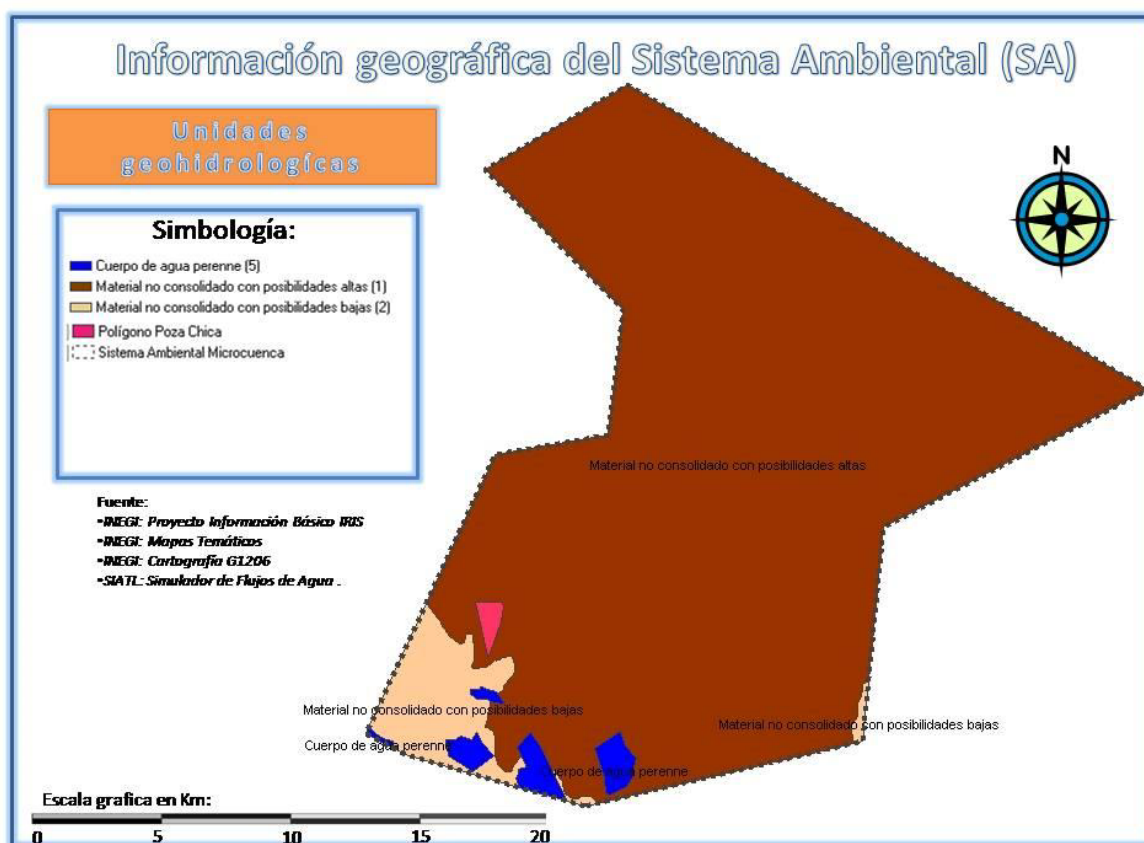 Información geográfica del Sistema Ambiental (SA)
Unidades
geohidrologícas
N
Simbología:
Cuerpo de agua perenne (5)
Material no consolidado con posibilidades altas (1)
Material no consolidado con posibilidades bajas (2)
Polígono Poza Chica
Sistema Ambiental Microcuenca
Material no consolidado con posibilidades altas
Fuente:
•INEGI: Proyecto Información Básico IRIS
•INEGI: Mapas Temáticos
•INEGI: Cartografía G1206
•SIATL: Simulador de Flujos de Agua .
Material no consolidado con posibilidades bajas
Material no consolidado con posibilidades bajas
Cuerpo de agua perenne
Cuerpo de agua perenne
Escala grafica en Km:
0 5 10 15 20